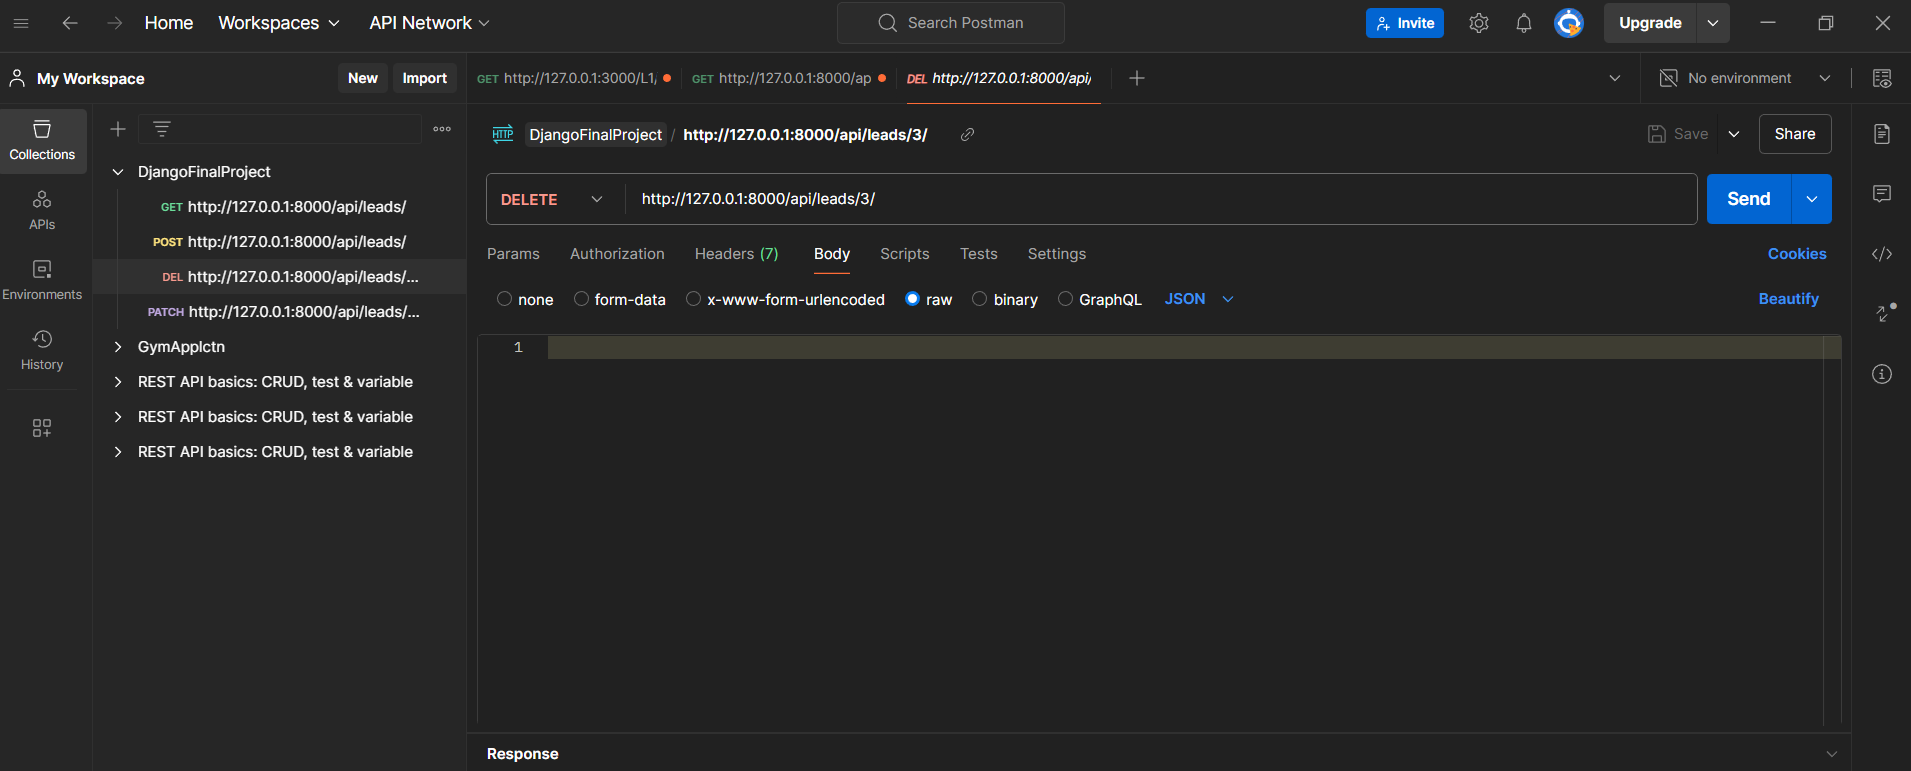 Home Workspaces API Network Search Postman Invite Upgrade
My Workspace New Import GET http://127.0.0.1:3000/L1/ GET http://127.0.0.1:8000/ap DEL http://127.0.0.1:8000/api/ No environment
Collections
APIs
Environments
History
DjangoFinalProject
GET http://127.0.0.1:8000/api/leads/
POST http://127.0.0.1:8000/api/leads/
DEL http://127.0.0.1:8000/api/leads/...
PATCH http://127.0.0.1:8000/api/leads/...
GymApplctn
REST API basics: CRUD, test & variable
REST API basics: CRUD, test & variable
REST API basics: CRUD, test & variable
HTTP DjangoFinalProject / http://127.0.0.1:8000/api/leads/3/ Save Share
DELETE http://127.0.0.1:8000/api/leads/3/ Send
Params Authorization Headers (7) Body Scripts Tests Settings Cookies
none form-data x-www-form-urlencoded raw binary GraphQL JSON Beautify
1
Response